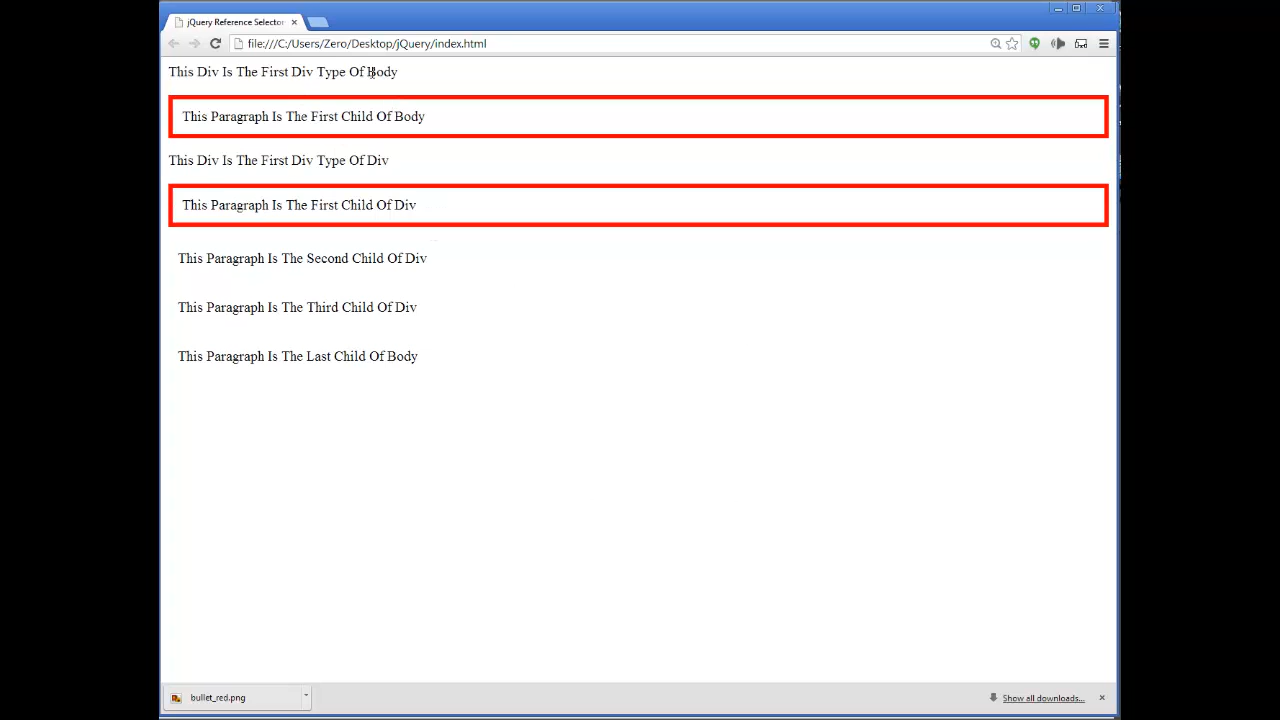 jQuery Reference Selector
file:///C:/Users/Zero/Desktop/jQuery/index.html
This Div Is The First Div Type Of Body
This Paragraph Is The First Child Of Body
This Div Is The First Div Type Of Div
This Paragraph Is The First Child Of Div
This Paragraph Is The Second Child Of Div
This Paragraph Is The Third Child Of Div
This Paragraph Is The Last Child Of Body
bullet_red.png
Show all downloads...